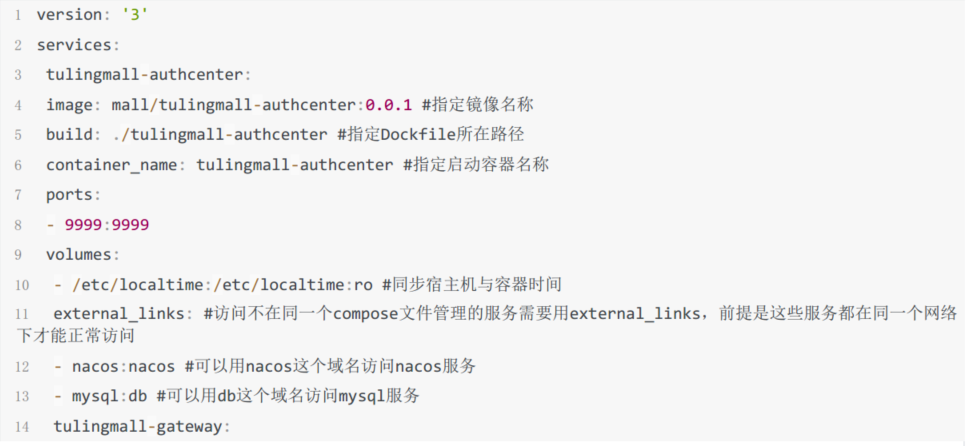 1 version: '3'
2 services:
3 tulingmall-authcenter:
4 image: mall/tulingmall-authcenter:0.0.1 #指定镜像名称
5 build: ./tulingmall-authcenter #指定Dockfile所在路径
6 container_name: tulingmall-authcenter #指定启动容器名称
7 ports:
8 - 9999:9999
9 volumes:
10 - /etc/localtime:/etc/localtime:ro #同步宿主机与容器时间
11 external_links: #访问不在同一个compose文件管理的服务需要用external_links，前提是这些服务都在同一个网络
下才能正常访问
12 - nacos:nacos #可以用nacos这个域名访问nacos服务
13 - mysql:db #可以用db这个域名访问mysql服务
14 tulingmall-gateway: